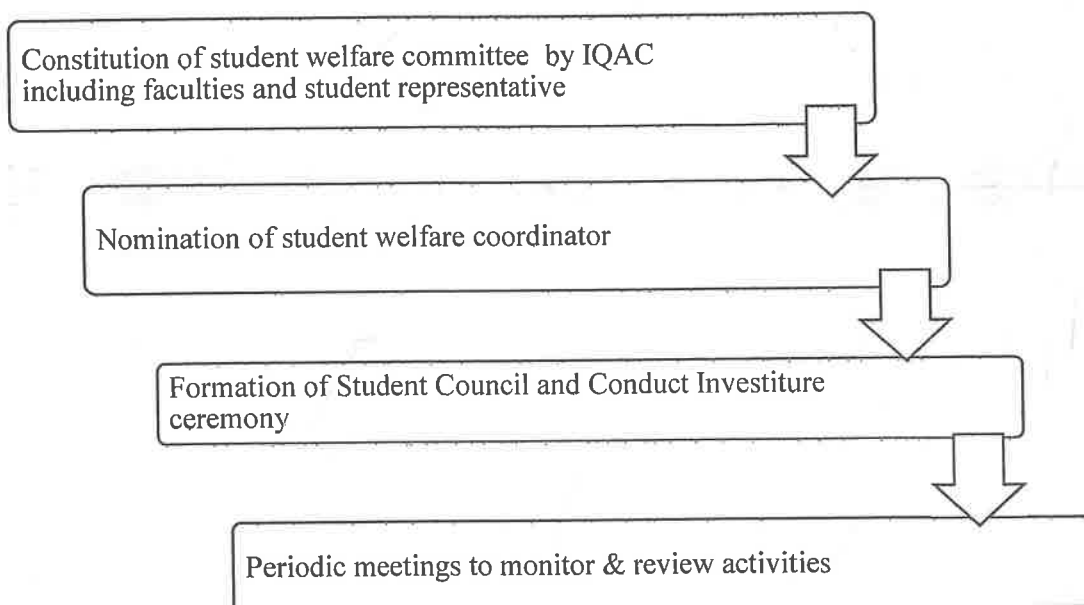 Constitution of student welfare committee by IQAC
including faculties and student representative
Nomination of student welfare coordinator
Formation of Student Council and Conduct Investiture
ceremony
Periodic meetings to monitor & review activities